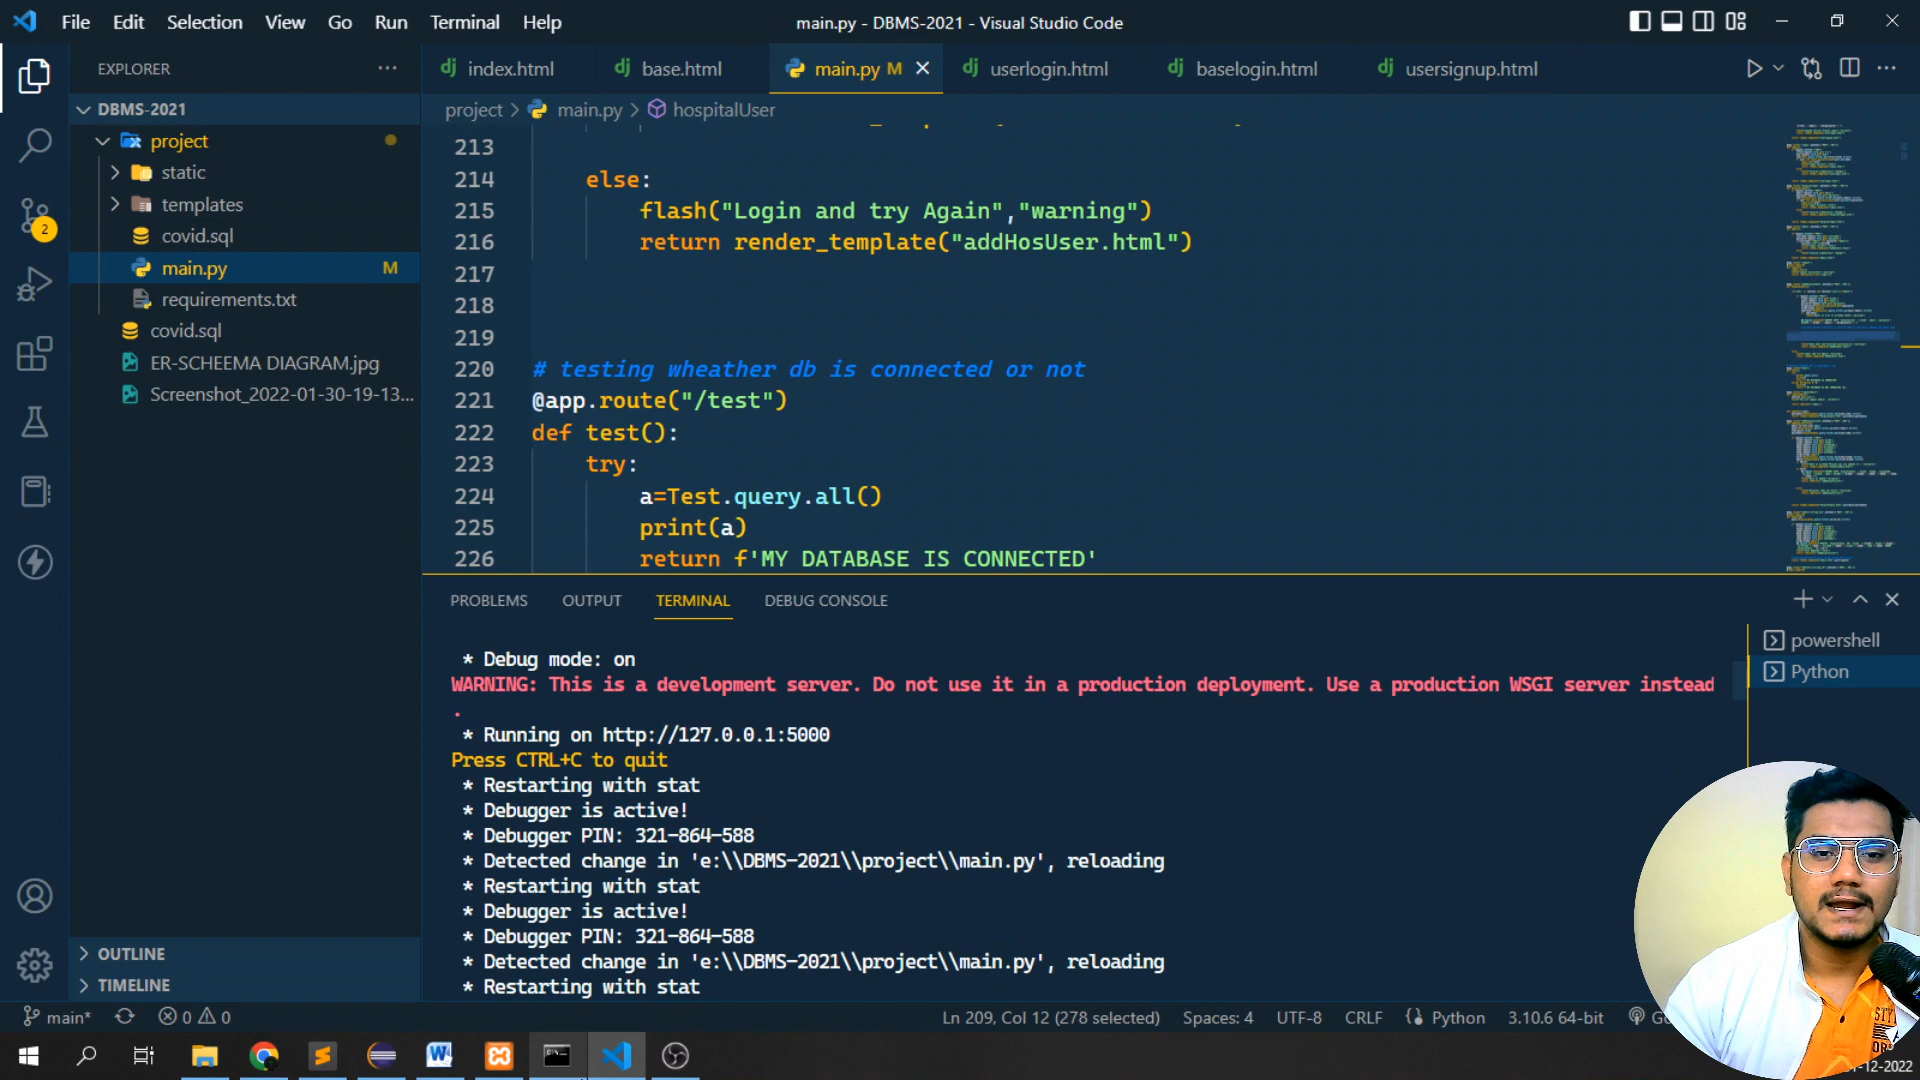 File Edit Selection View Go Run Terminal Help
main.py - DBMS-2021 - Visual Studio Code
EXPLORER
DBMS-2021
project
static
templates
covid.sql
main.py M
requirements.txt
covid.sql
ER-SCHEEMA DIAGRAM.jpg
Screenshot_2022-01-30-19-13...
OUTLINE
TIMELINE
2
index.html base.html main.py M userlogin.html baselogin.html usersignup.html
project > main.py > hospitalUser
213
214 else:
215 flash("Login and try Again","warning")
216 return render_template("addHosUser.html")
217
218
219
220 # testing wheather db is connected or not
221 @app.route("/test")
222 def test():
223 try:
224 a=Test.query.all()
225 print(a)
226 return f'MY DATABASE IS CONNECTED'
PROBLEMS OUTPUT TERMINAL DEBUG CONSOLE
powershell
Python
* Debug mode: on
WARNING: This is a development server. Do not use it in a production deployment. Use a production WSGI server instead
.
* Running on http://127.0.0.1:5000
Press CTRL+C to quit
* Restarting with stat
* Debugger is active!
* Debugger PIN: 321-864-588
* Detected change in 'e:\\DBMS-2021\\project\\main.py', reloading
* Restarting with stat
* Debugger is active!
* Debugger PIN: 321-864-588
* Detected change in 'e:\\DBMS-2021\\project\\main.py', reloading
* Restarting with stat
main* 0 0 Ln 209, Col 12 (278 selected) Spaces: 4 UTF-8 CRLF Python 3.10.6 64-bit
-12-2022